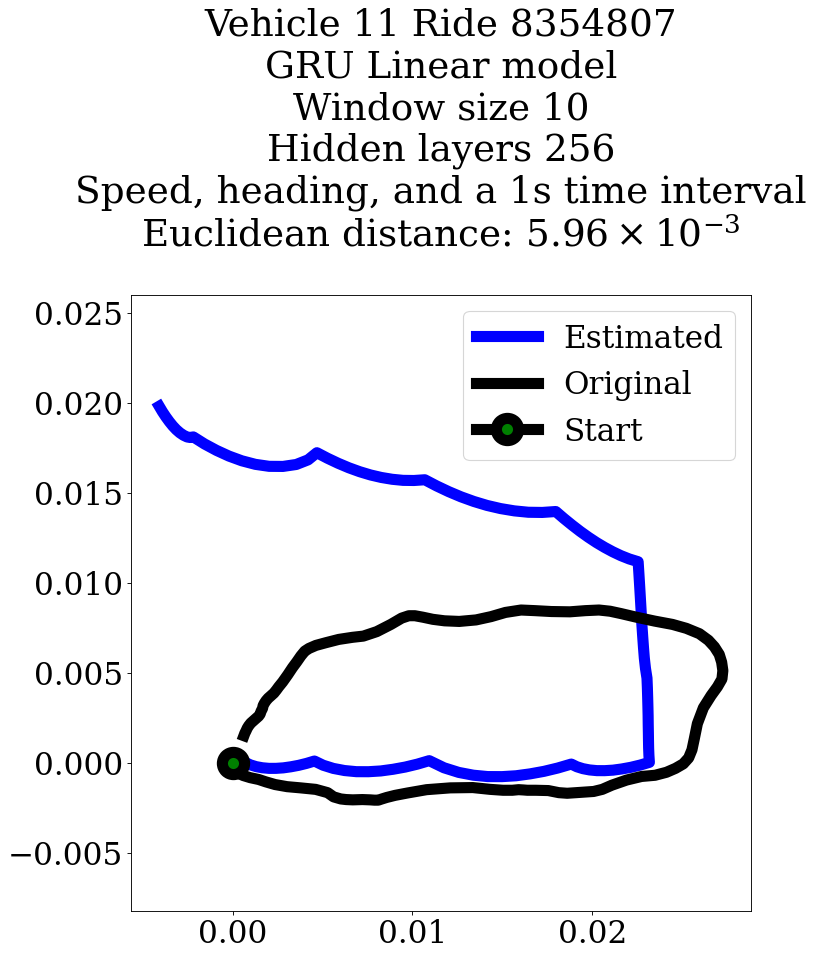 Vehicle 11 Ride 8354807
GRU Linear model
Window size 10
Hidden layers 256
Speed, heading, and a 1s time interval
Euclidean distance: 5.96 × 10⁻³
0.025
0.020
0.015
0.010
0.005
0.000
−0.005
Estimated
Original
Start
0.00 0.01 0.02